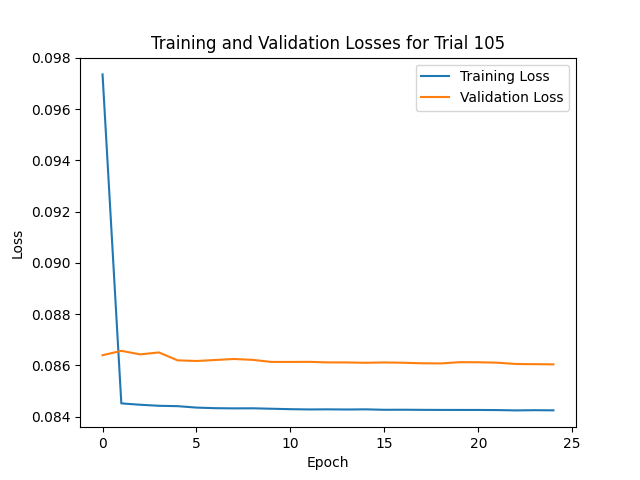 Training and Validation Losses for Trial 105
Training Loss
Validation Loss
0.098
0.096
0.094
0.092
0.090
0.088
0.086
0.084
Loss
0
5
10
15
20
25
Epoch